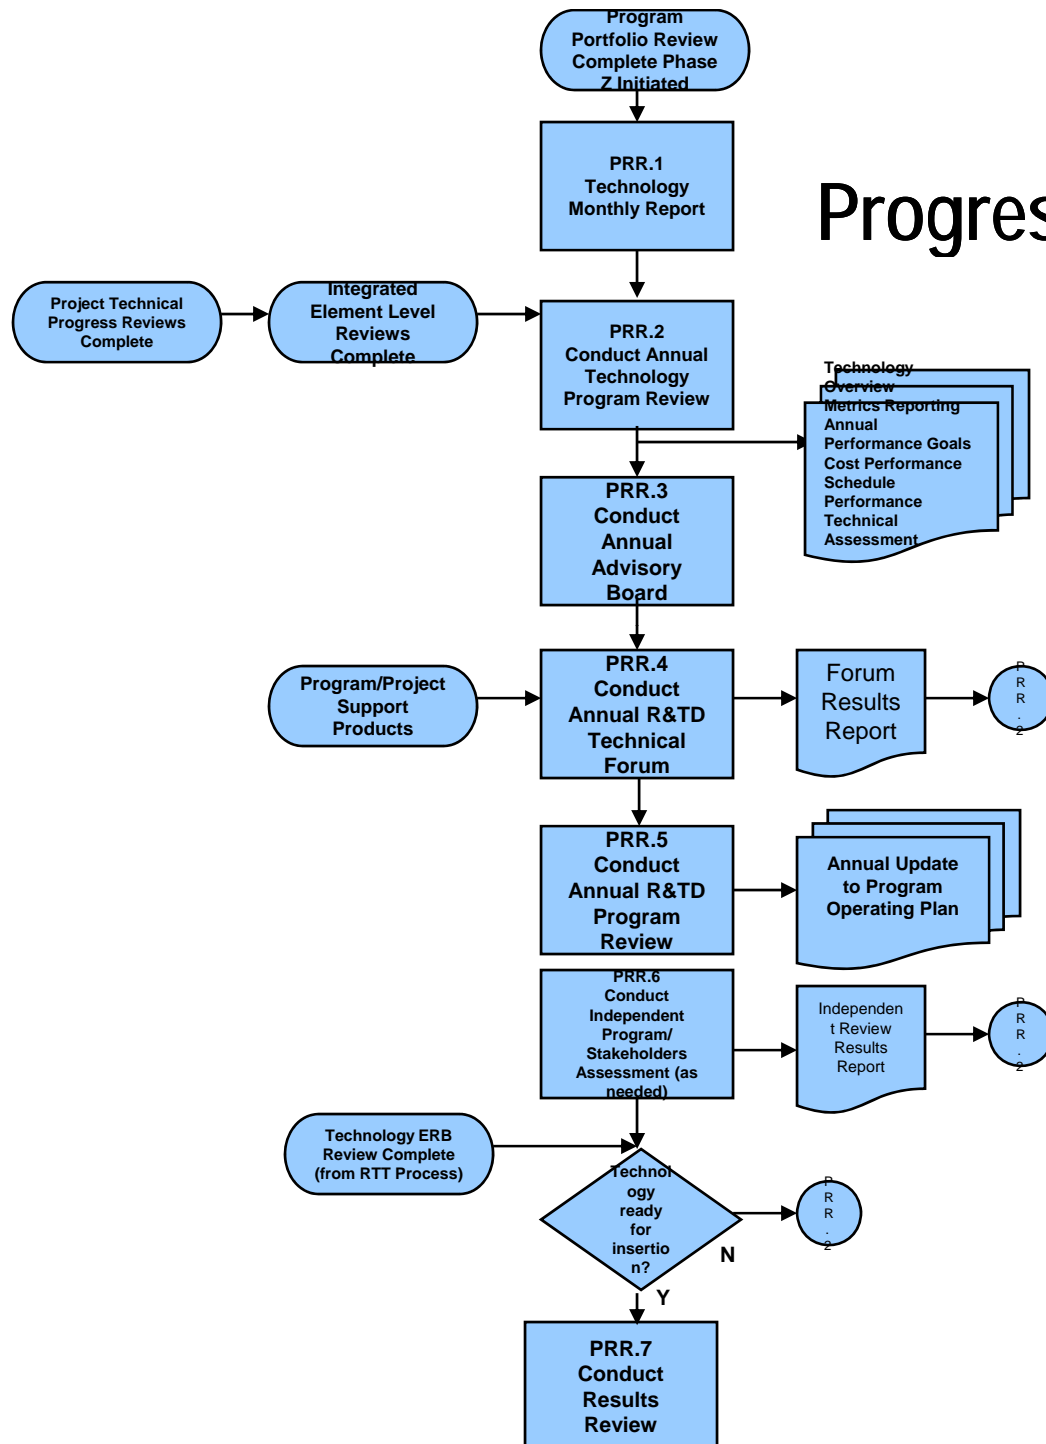 Program
Portfolio Review
Complete Phase
Z Initiated
PRR.1
Technology
Monthly Report
Progres
Project Technical
Progress Reviews
Complete
Integrated
Element Level
Reviews
Complete
PRR.2
Conduct Annual
Technology
Program Review
Technology
Overview
Metrics Reporting
Annual
Performance Goals
Cost Performance
Schedule
Performance
Technical
Assessment
PRR.3
Conduct
Annual
Advisory
Board
Program/Project
Support
Products
PRR.4
Conduct
Annual R&TD
Technical
Forum
Forum
Results
Report
P
R
R
.
2
PRR.5
Conduct
Annual R&TD
Program
Review
Annual Update
to Program
Operating Plan
PRR.6
Conduct
Independent
Program/
Stakeholders
Assessment (as
needed)
Independen
t Review
Results
Report
P
R
R
.
2
Technology ERB
Review Complete
(from RTT Process)
Technol
ogy
ready
for
insertio
n?
P
R
R
.
2
N
Y
PRR.7
Conduct
Results
Review